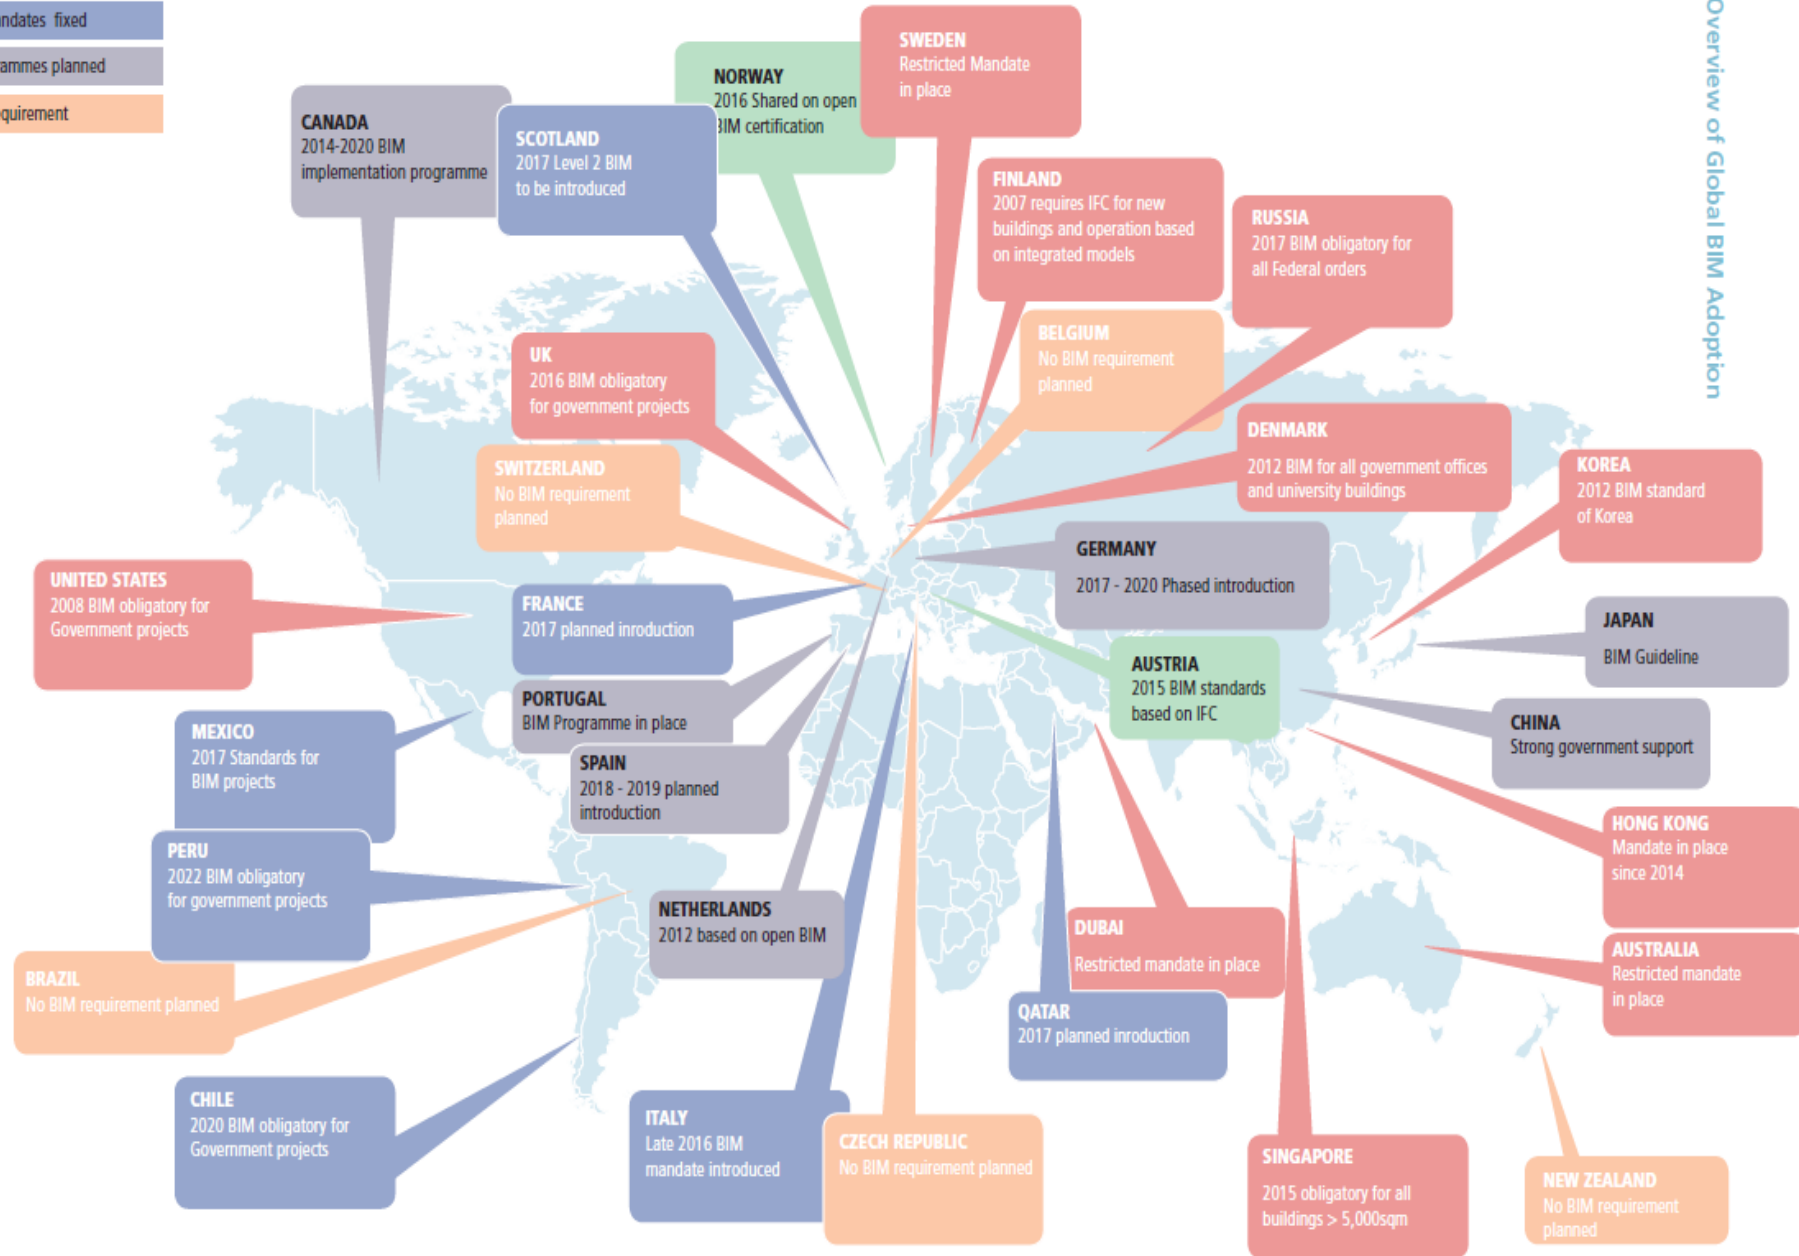 ndates fixed
ammes planned
quirement
Overview of Global BIM Adoption
CANADA
2014-2020 BIM
implementation programme
SCOTLAND
2017 Level 2 BIM
to be introduced
NORWAY
2016 Shared on open
BIM certification
SWEDEN
Restricted Mandate
in place
FINLAND
2007 requires IFC for new
buildings and operation based
on integrated models
RUSSIA
2017 BIM obligatory for
all Federal orders
UK
2016 BIM obligatory
for government projects
BELGIUM
No BIM requirement
planned
SWITZERLAND
No BIM requirement
planned
DENMARK
2012 BIM for all government offices
and university buildings
KOREA
2012 BIM standard
of Korea
UNITED STATES
2008 BIM obligatory for
Government projects
FRANCE
2017 planned inroduction
GERMANY
2017 - 2020 Phased introduction
JAPAN
BIM Guideline
PORTUGAL
BIM Programme in place
AUSTRIA
2015 BIM standards
based on IFC
MEXICO
2017 Standards for
BIM projects
SPAIN
2018 - 2019 planned
introduction
CHINA
Strong government support
PERU
2022 BIM obligatory
for government projects
HONG KONG
Mandate in place
since 2014
NETHERLANDS
2012 based on open BIM
DUBAI
Restricted mandate in place
AUSTRALIA
Restricted mandate
in place
BRAZIL
No BIM requirement planned
QATAR
2017 planned inroduction
CHILE
2020 BIM obligatory for
Government projects
ITALY
Late 2016 BIM
mandate introduced
CZECH REPUBLIC
No BIM requirement planned
SINGAPORE
2015 obligatory for all
buildings > 5,000sqm
NEW ZEALAND
No BIM requirement
planned